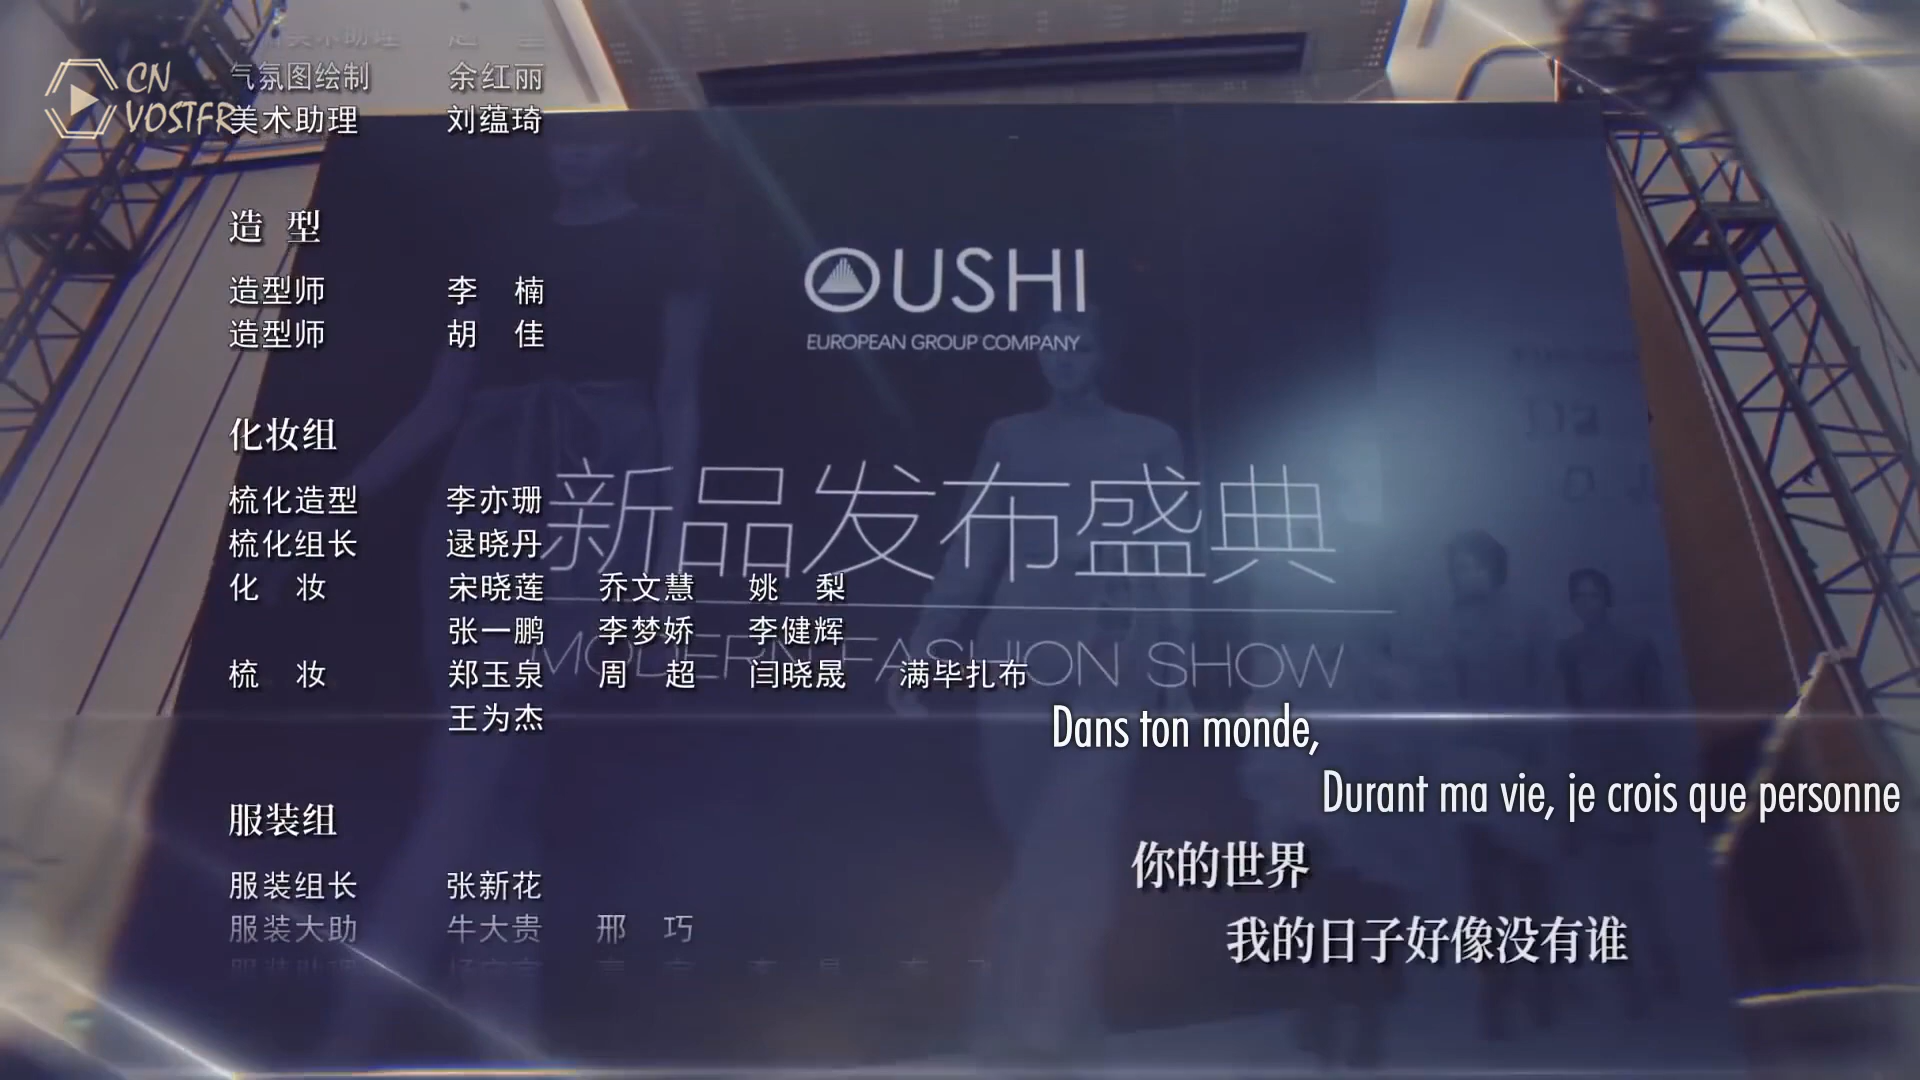 CN
VOSTFR
气氛图绘制 余红丽
美术助理 刘蕴琦
造 型
造型师 李 楠
造型师 胡 佳
化妆组
梳化造型 李亦珊
梳化组长 逯晓丹
化 妆 宋晓莲 乔文慧 姚 梨
张一鹏 李梦娇 李健辉
梳 妆 郑玉泉 周 超 闫晓晟 满毕扎布
王为杰
服装组
服装组长 张新花
服装大助 牛大贵 邢 巧
OUSHI
EUROPEAN GROUP COMPANY
新品发布盛典
MODERN FASHION SHOW
Dans ton monde,
Durant ma vie, je crois que personne
你的世界
我的日子好像没有谁